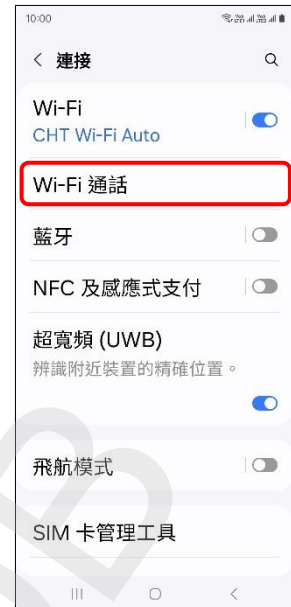 10:00
連接
Wi-Fi
CHT Wi-Fi Auto
Wi-Fi 通話
藍牙
NFC 及感應式支付
超寬頻 (UWB)
辨識附近裝置的精確位置。
飛航模式
SIM 卡管理工具